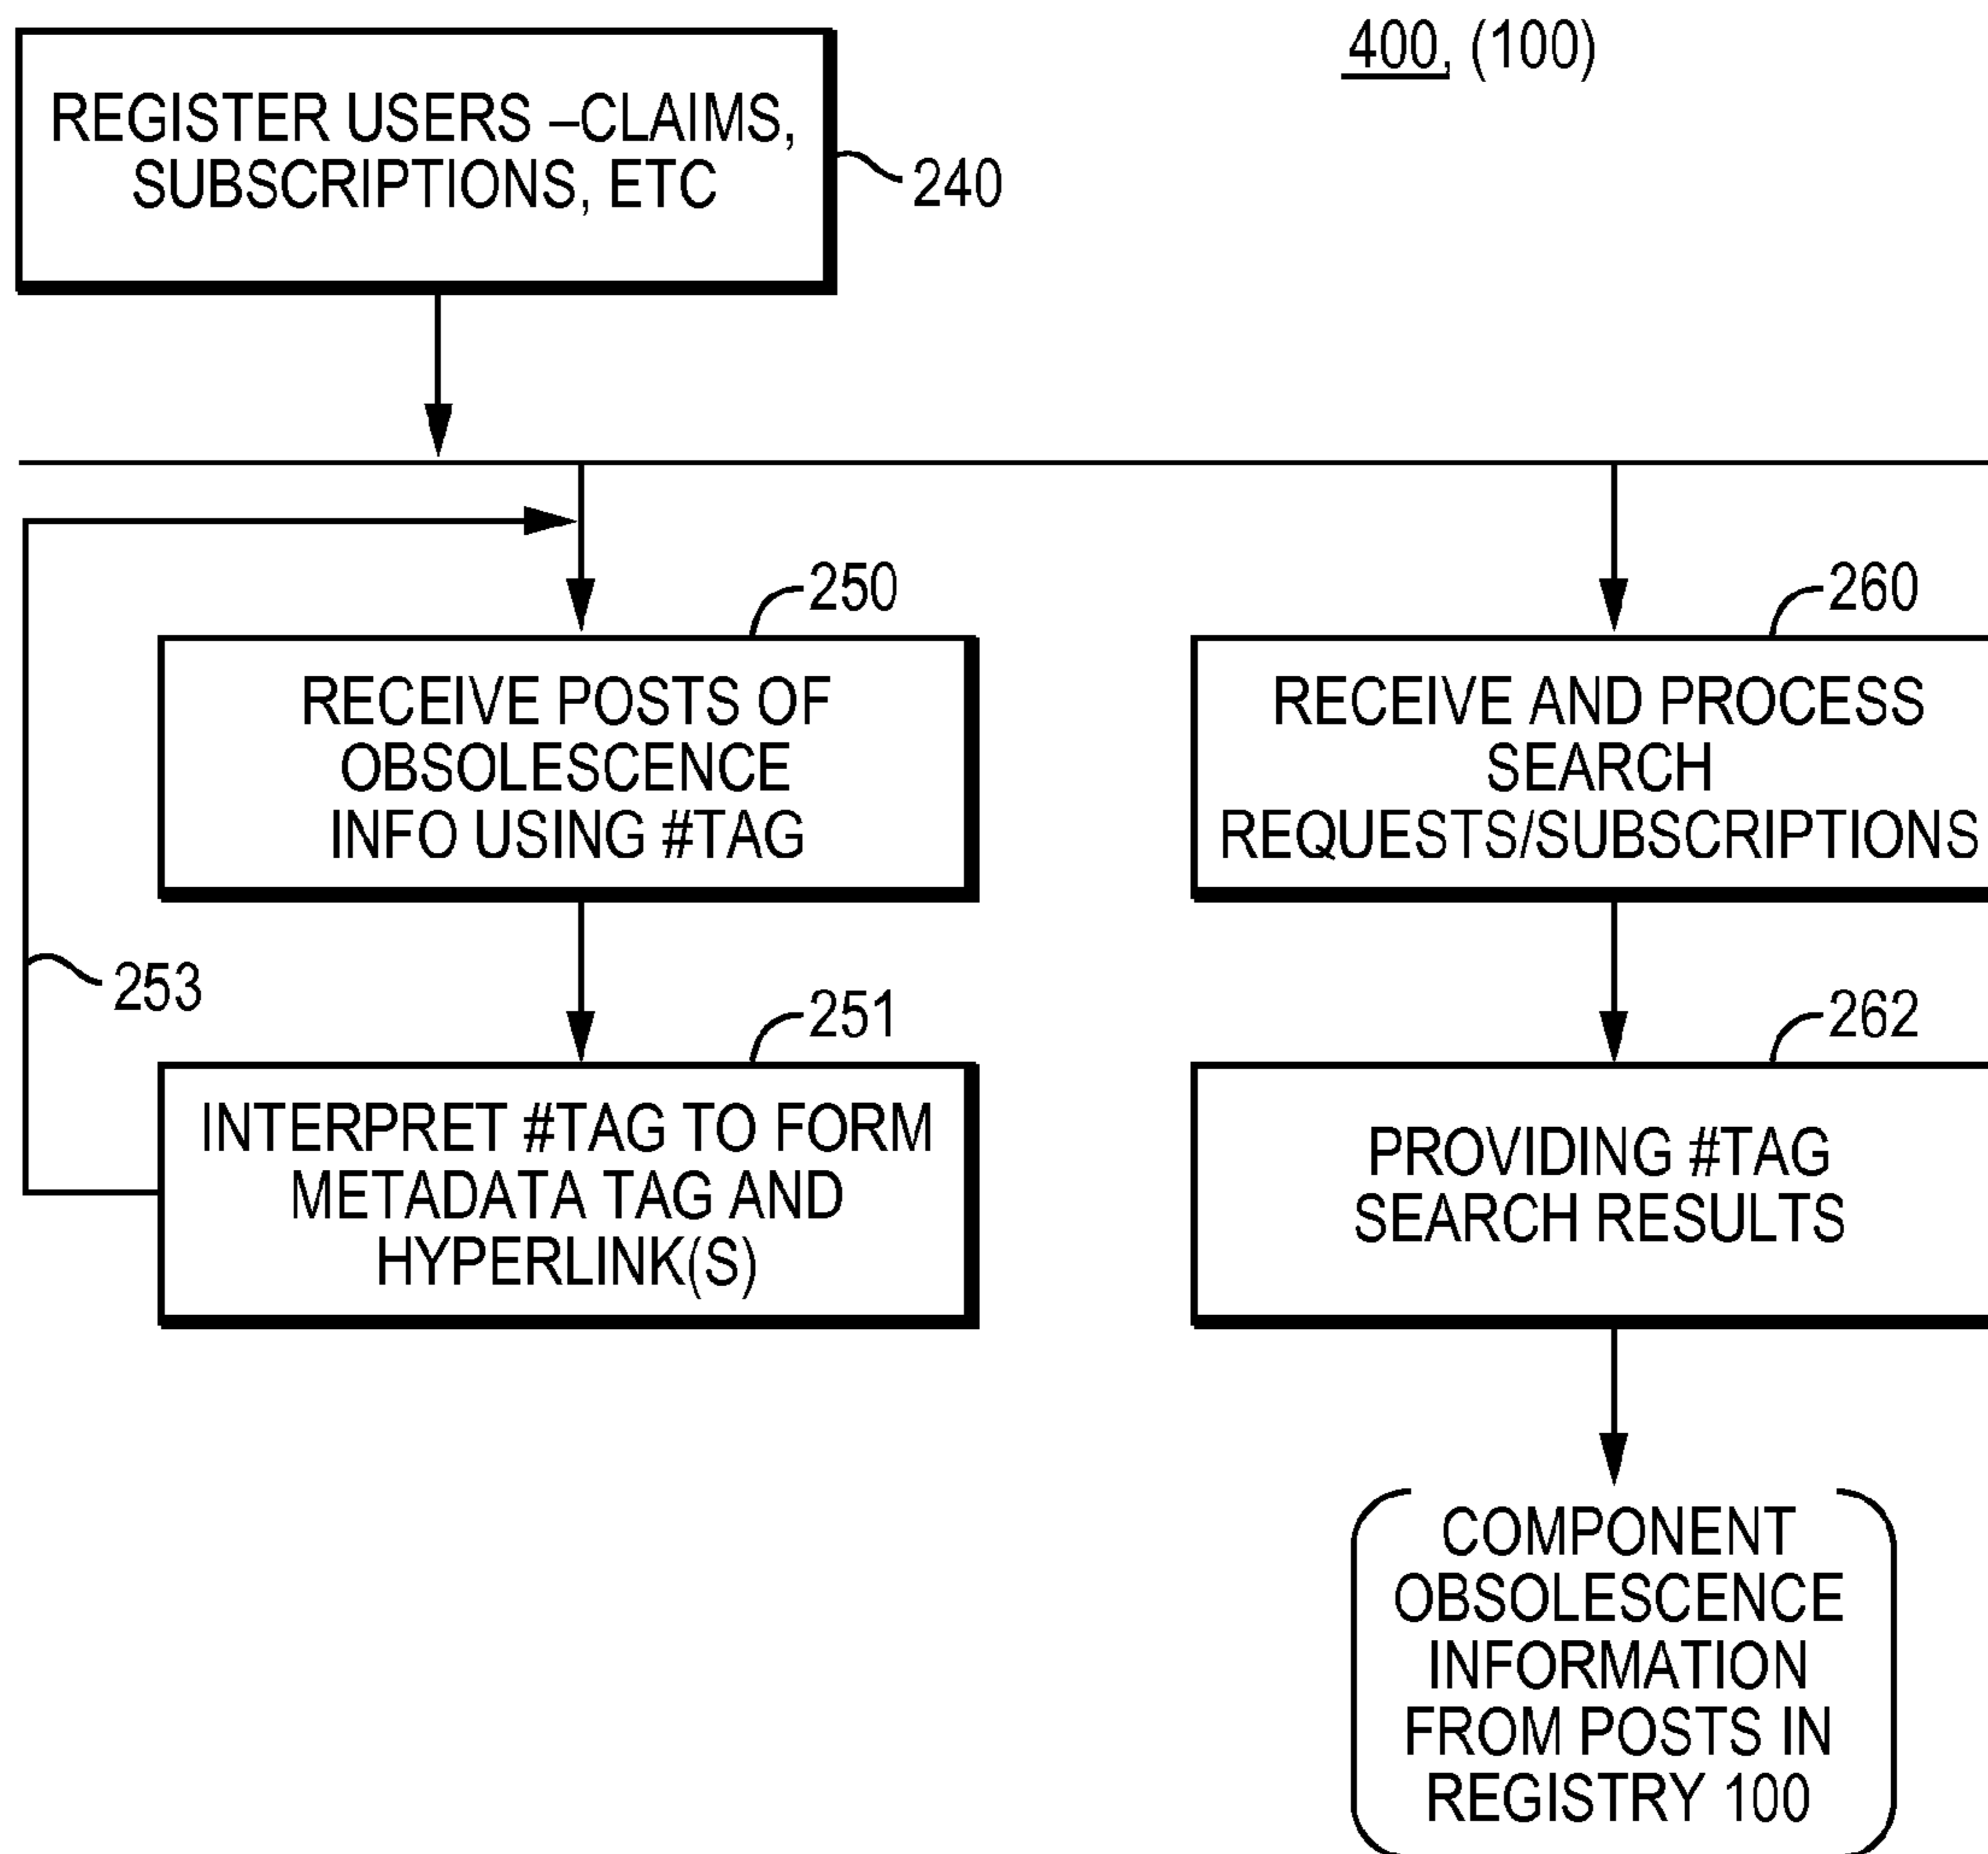 400, (100)
REGISTER USERS –CLAIMS,
SUBSCRIPTIONS, ETC
240
250
RECEIVE POSTS OF
OBSOLESCENCE
INFO USING #TAG
253
251
INTERPRET #TAG TO FORM
METADATA TAG AND
HYPERLINK(S)
260
RECEIVE AND PROCESS
SEARCH
REQUESTS/SUBSCRIPTIONS
262
PROVIDING #TAG
SEARCH RESULTS
COMPONENT
OBSOLESCENCE
INFORMATION
FROM POSTS IN
REGISTRY 100